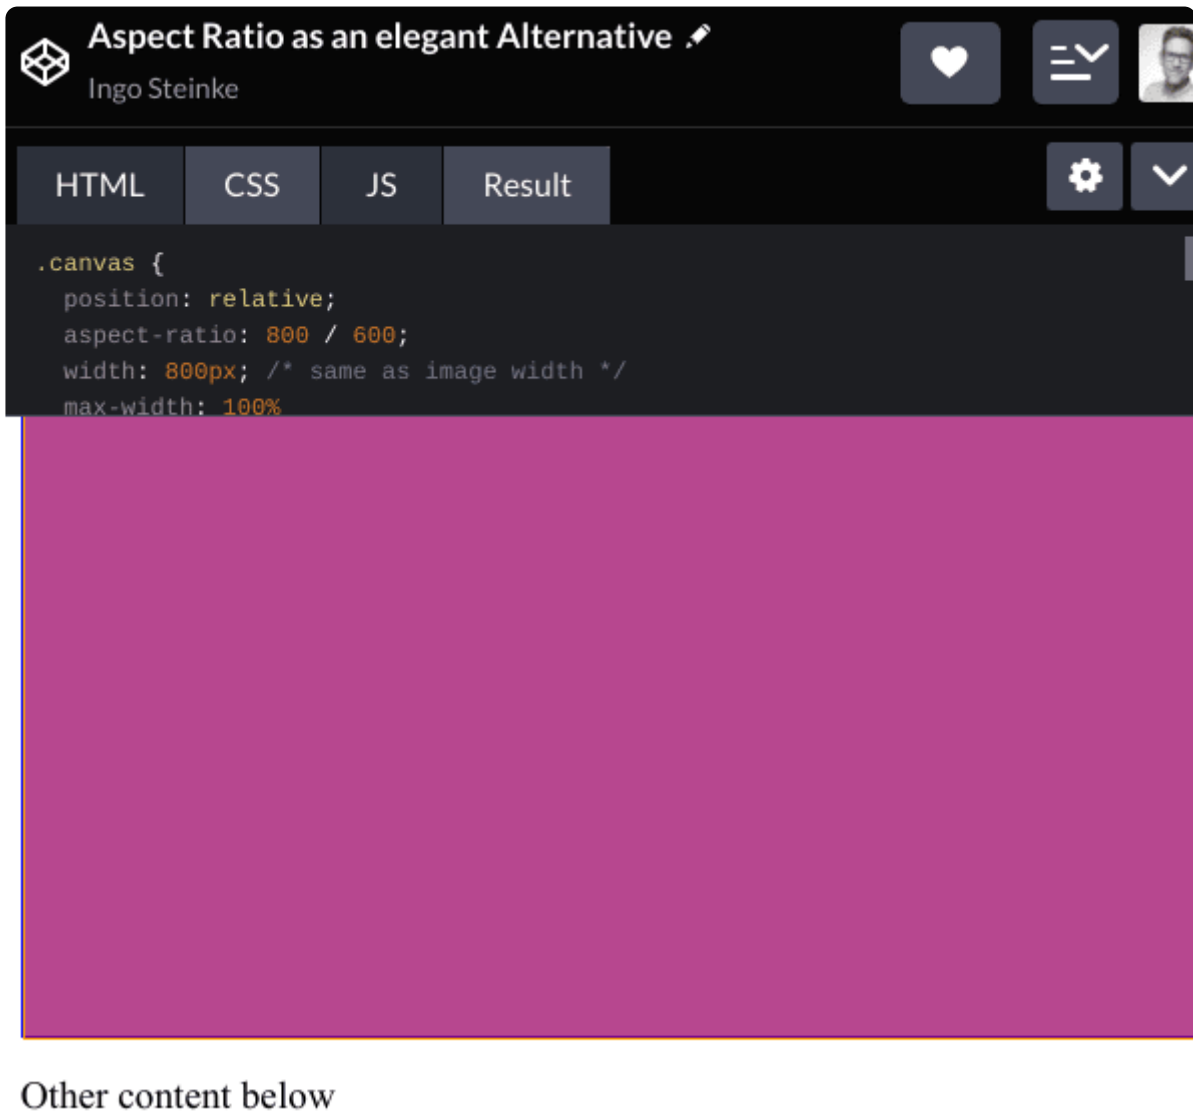 Aspect Ratio as an elegant Alternative
Ingo Steinke
HTML CSS JS Result
.canvas {
position: relative;
aspect-ratio: 800 / 600;
width: 800px; /* same as image width */
max-width: 100%
Other content below